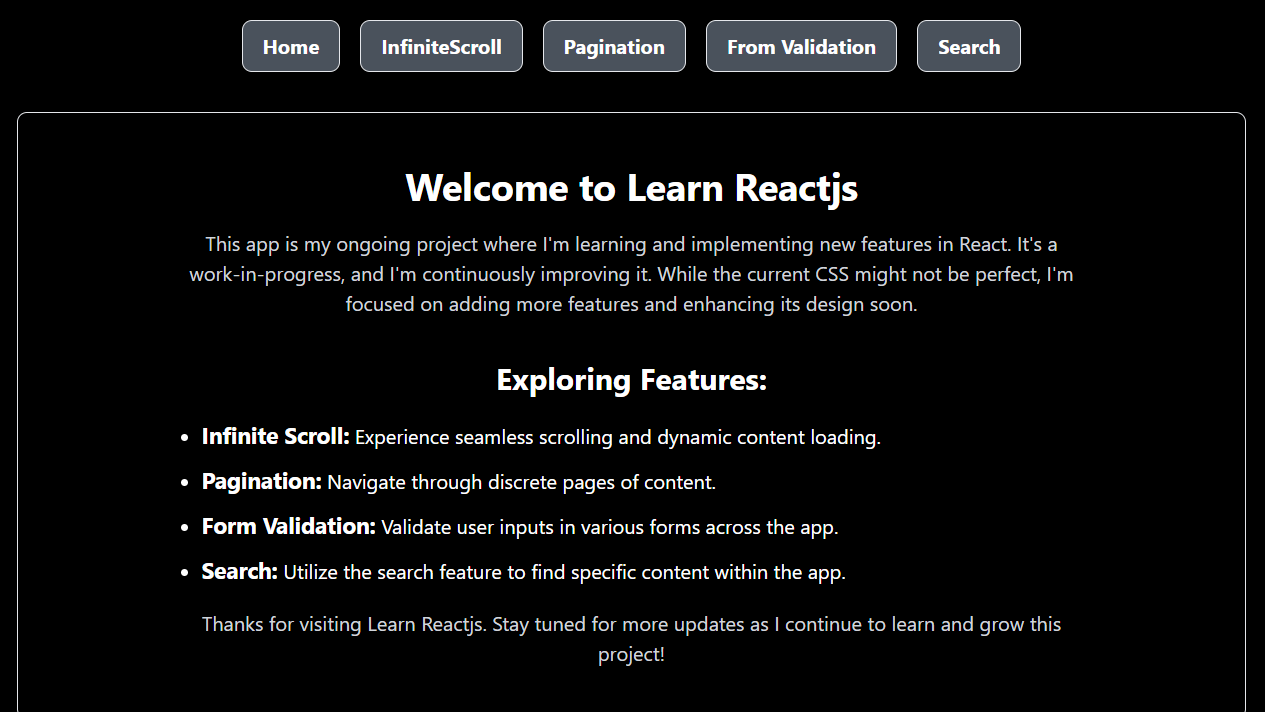 Home InfiniteScroll Pagination From Validation Search
Welcome to Learn Reactjs
This app is my ongoing project where I'm learning and implementing new features in React. It's a
work-in-progress, and I'm continuously improving it. While the current CSS might not be perfect, I'm
focused on adding more features and enhancing its design soon.
Exploring Features:
• Infinite Scroll: Experience seamless scrolling and dynamic content loading.
• Pagination: Navigate through discrete pages of content.
• Form Validation: Validate user inputs in various forms across the app.
• Search: Utilize the search feature to find specific content within the app.
Thanks for visiting Learn Reactjs. Stay tuned for more updates as I continue to learn and grow this
project!